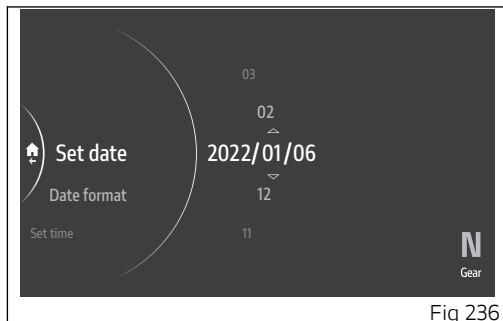 03
02
Set date
2022/01/06
Date format
12
Set time
11
N
Gear
Fig 236